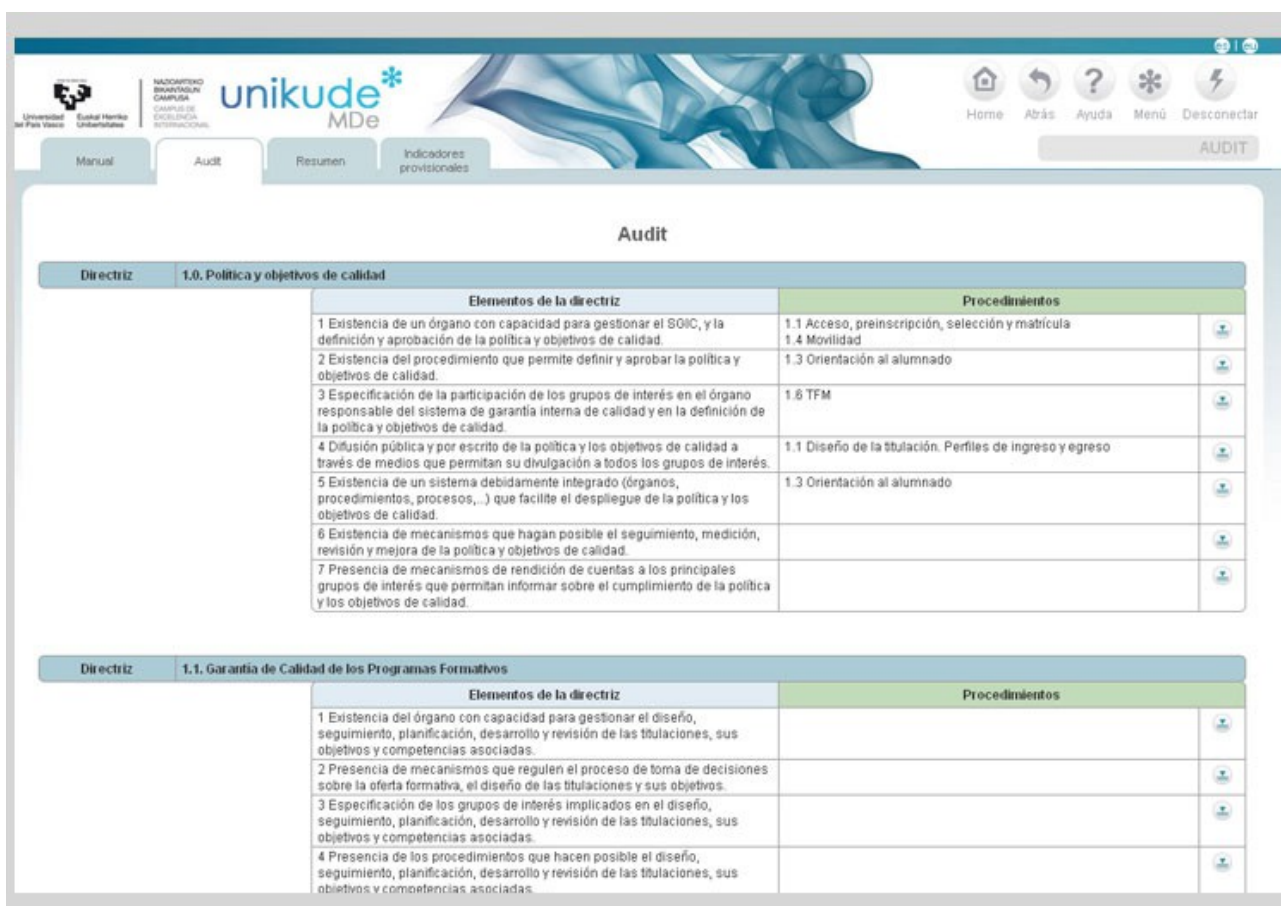 es | eu
Universidad
del País Vasco
Euskal Herriko
Unibertsitatea
NAZIOARTEKO
BIKAINTASUN
CAMPUSA
CAMPUS DE
EXCELENCIA
INTERNACIONAL
unikude*
MDe
Home
Atrás
Ayuda
Menú
Desconectar
Manual
Audit
Resumen
Indicadores
provisionales
AUDIT
Audit
Directriz 1.0. Política y objetivos de calidad
Elementos de la directriz Procedimientos
1 Existencia de un órgano con capacidad para gestionar el SGIC, y la 1.1 Acceso, preinscripción, selección y matrícula
definición y aprobación de la política y objetivos de calidad. 1.4 Movilidad
2 Existencia del procedimiento que permite definir y aprobar la política y 1.3 Orientación al alumnado
objetivos de calidad.
3 Especificación de la participación de los grupos de interés en el órgano 1.6 TFM
responsable del sistema de garantía interna de calidad y en la definición de
la política y objetivos de calidad.
4 Difusión pública y por escrito de la política y los objetivos de calidad a 1.1 Diseño de la titulación. Perfiles de ingreso y egreso
través de medios que permitan su divulgación a todos los grupos de interés.
5 Existencia de un sistema debidamente integrado (órganos, 1.3 Orientación al alumnado
procedimientos, procesos,...) que facilite el despliegue de la política y los
objetivos de calidad.
6 Existencia de mecanismos que hagan posible el seguimiento, medición,
revisión y mejora de la política y objetivos de calidad.
7 Presencia de mecanismos de rendición de cuentas a los principales
grupos de interés que permitan informar sobre el cumplimiento de la política
y los objetivos de calidad.
Directriz 1.1. Garantía de Calidad de los Programas Formativos
Elementos de la directriz Procedimientos
1 Existencia del órgano con capacidad para gestionar el diseño,
seguimiento, planificación, desarrollo y revisión de las titulaciones, sus
objetivos y competencias asociadas.
2 Presencia de mecanismos que regulen el proceso de toma de decisiones
sobre la oferta formativa, el diseño de las titulaciones y sus objetivos.
3 Especificación de los grupos de interés implicados en el diseño,
seguimiento, planificación, desarrollo y revisión de las titulaciones, sus
objetivos y competencias asociadas.
4 Presencia de los procedimientos que hacen posible el diseño,
seguimiento, planificación, desarrollo y revisión de las titulaciones, sus
objetivos y competencias asociadas.